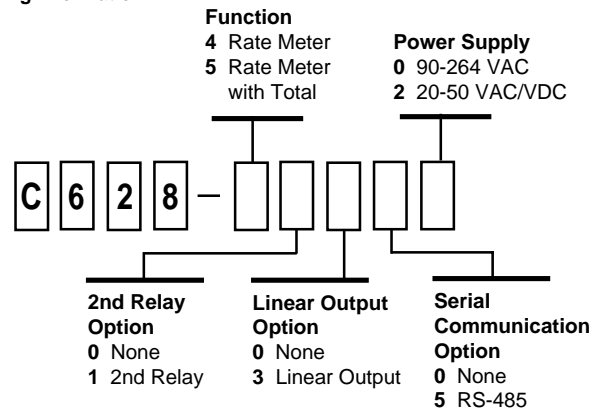 Function
4 Rate Meter
5 Rate Meter
with Total
Power Supply
0 90-264 VAC
2 20-50 VAC/VDC
C 6 2 8 –
2nd Relay
Option
0 None
1 2nd Relay
Linear Output
Option
0 None
3 Linear Output
Serial
Communication
Option
0 None
5 RS-485